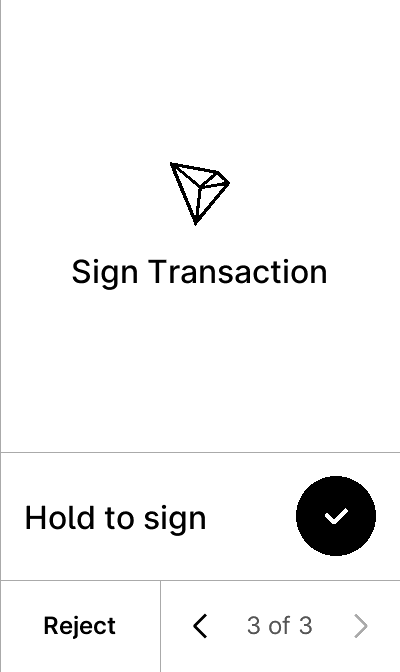 Sign Transaction
Hold to sign
Reject
3 of 3